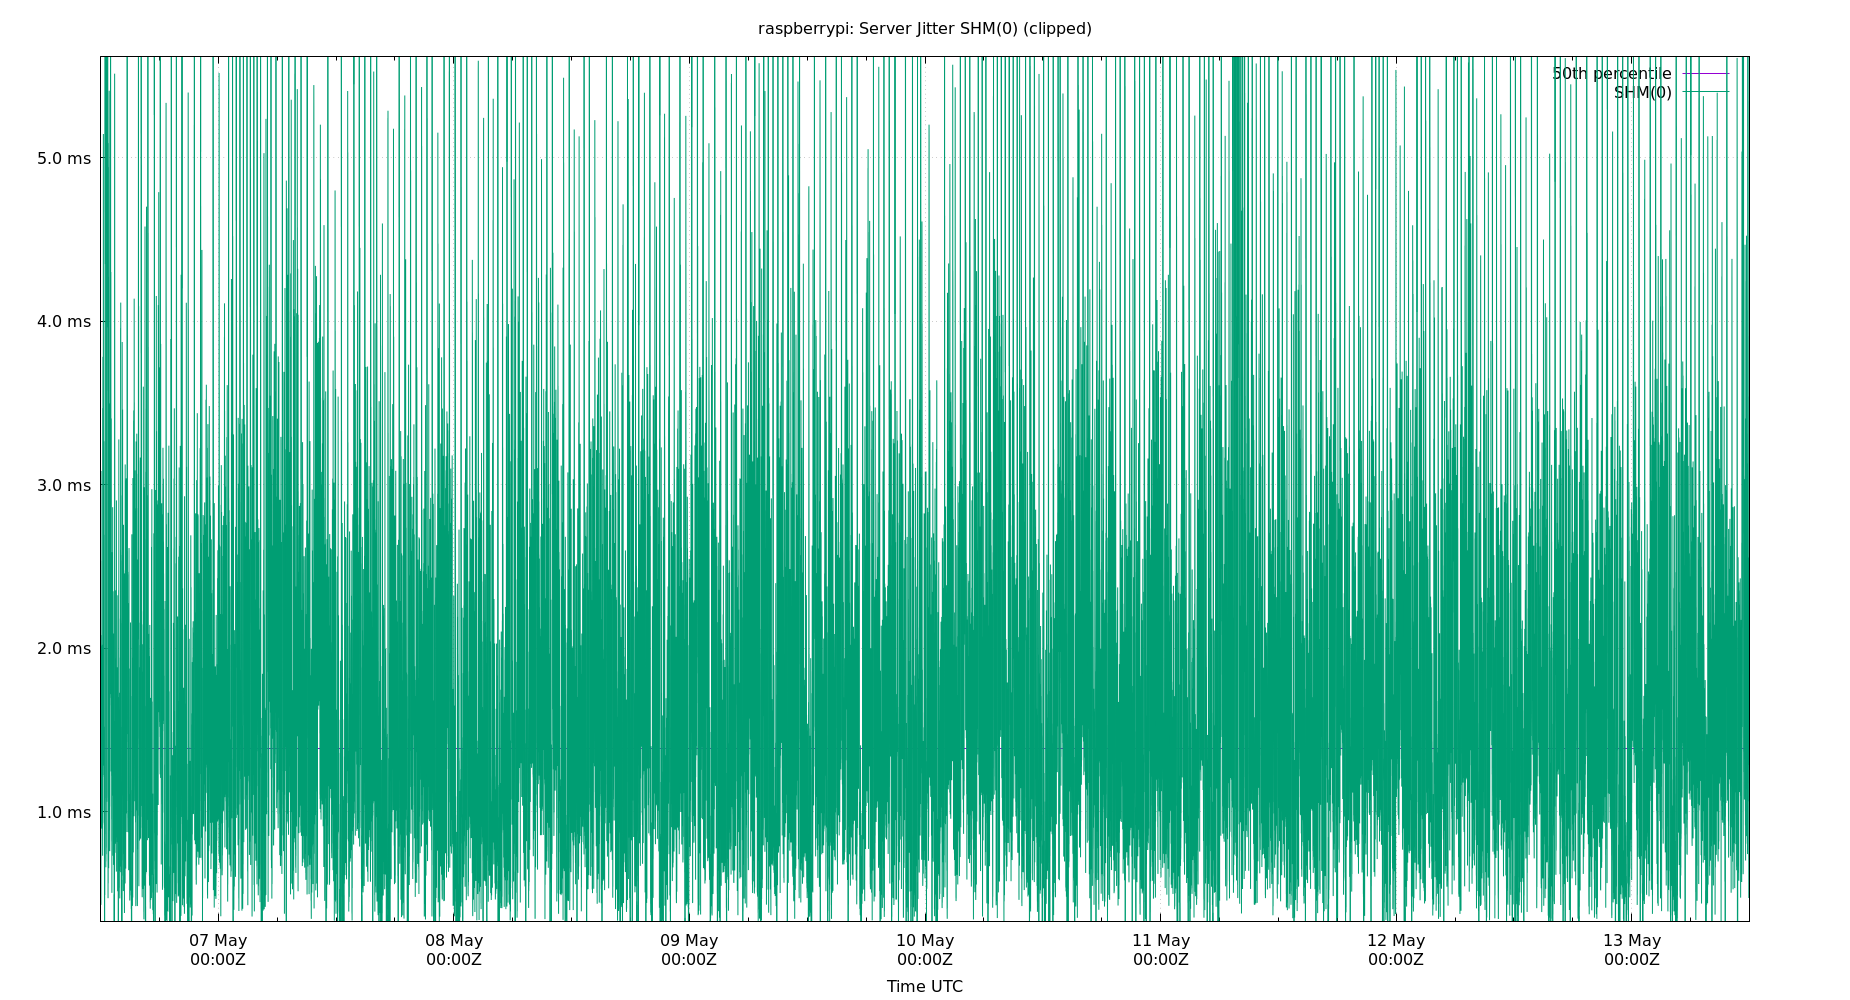 raspberrypi: Server Jitter SHM(0) (clipped)
50th percentile
SHM(0)
5.0 ms
4.0 ms
3.0 ms
2.0 ms
1.0 ms
07 May 08 May 09 May 10 May 11 May 12 May 13 May
00:00Z 00:00Z 00:00Z 00:00Z 00:00Z 00:00Z 00:00Z
Time UTC